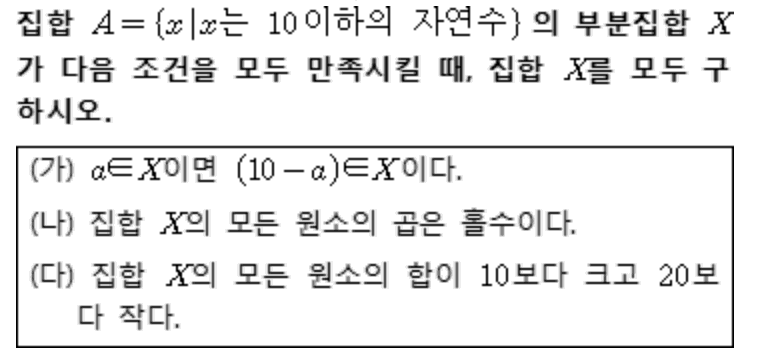 집합 A = {x | x는 10이하의 자연수} 의 부분집합 X
가 다음 조건을 모두 만족시킬 때, 집합 X를 모두 구
하시오.
(가) a∈X이면 (10-a)∈X이다.
(나) 집합 X의 모든 원소의 곱은 홀수이다.
(다) 집합 X의 모든 원소의 합이 10보다 크고 20보
다 작다.